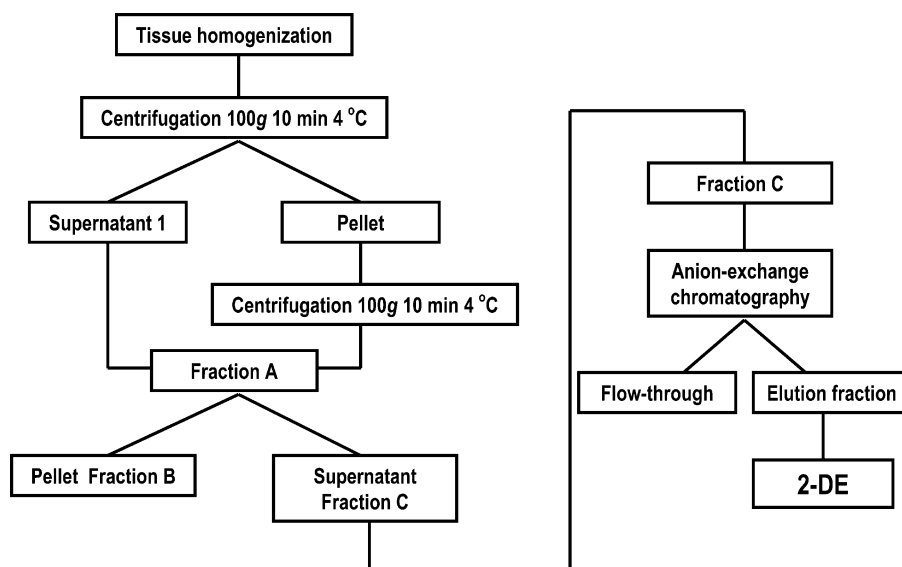 Tissue homogenization
Centrifugation 100g 10 min 4 °C
Supernatant 1
Pellet
Centrifugation 100g 10 min 4 °C
Fraction A
Pellet Fraction B
Supernatant
Fraction C
Fraction C
Anion-exchange
chromatography
Flow-through
Elution fraction
2-DE